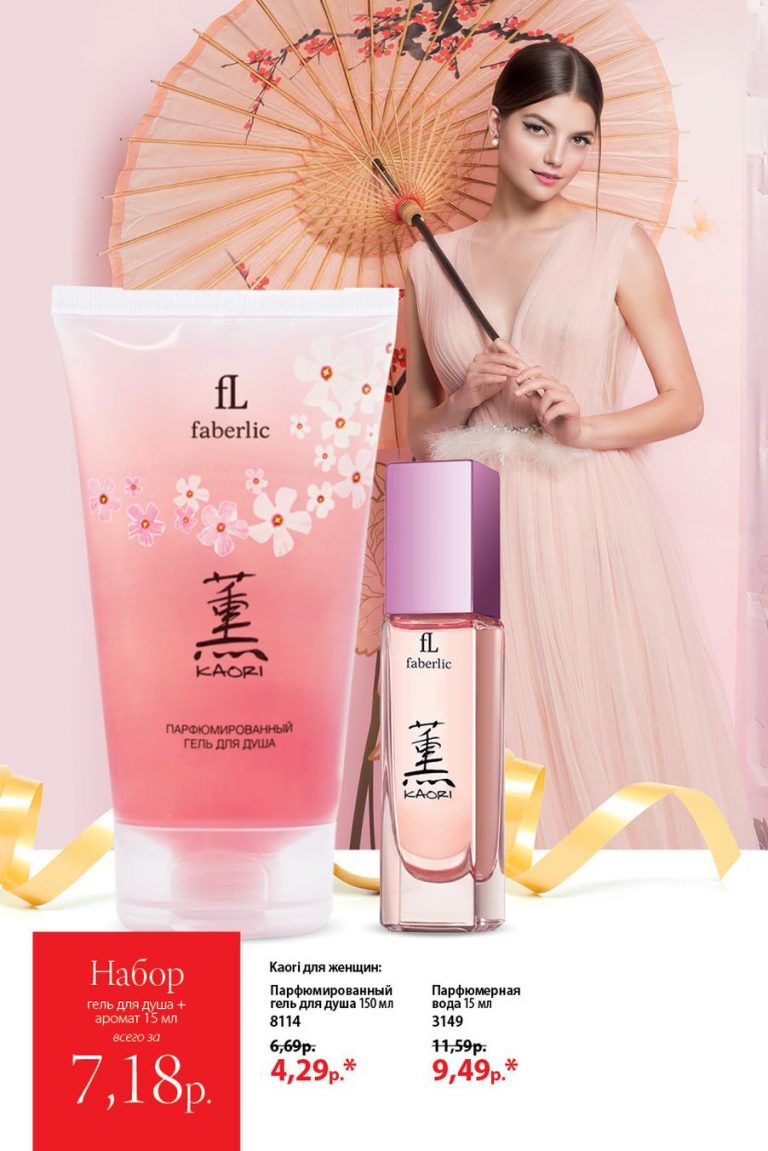 fL
faberlic
薫
KAORI
ПАРФЮМИРОВАННЫЙ
ГЕЛЬ ДЛЯ ДУША
fL
faberlic
薫
KAORI
Набор
гель для душа +
аромат 15 мл
всего за
7,18р.
Kaori для женщин:
Парфюмированный
гель для душа 150 мл
8114
6,69р.
4,29р.*
Парфюмерная
вода 15 мл
3149
11,59р.
9,49р.*